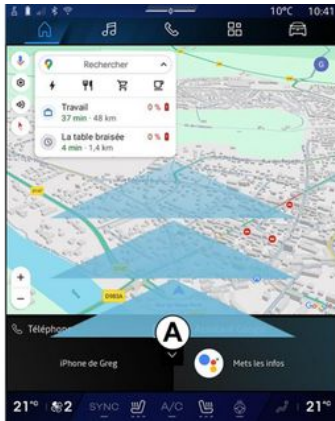 10°C 10:41
Rechercher
G
Travail
37 min · 48 km
0 %
La table braisée
4 min · 1,4 km
0 %
D983A
Google
+
−
Téléphone
A
iPhone de Greg
Mets les infos
21°C 2 SYNC A/C 21°C